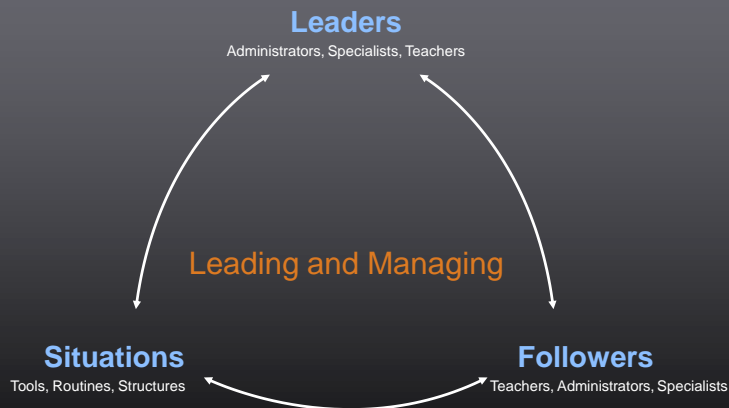 Leaders
Administrators, Specialists, Teachers
Leading and Managing
Situations
Tools, Routines, Structures
Followers
Teachers, Administrators, Specialists